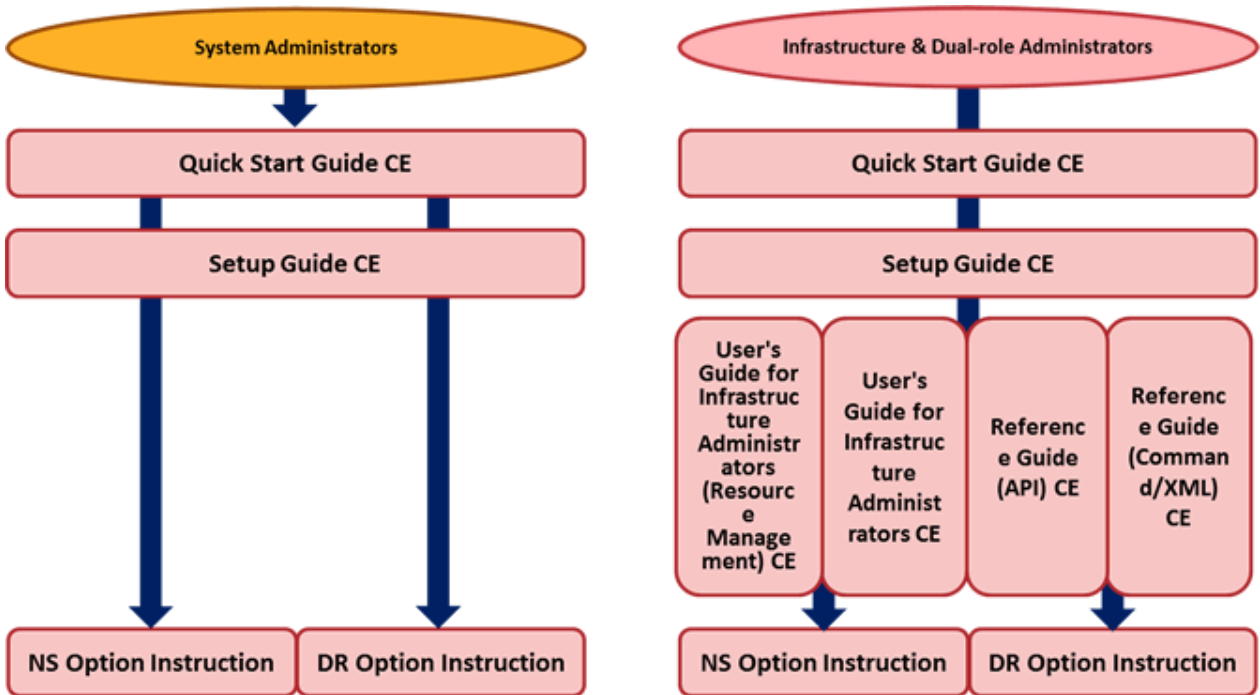 System Administrators
Quick Start Guide CE
Setup Guide CE
NS Option Instruction
DR Option Instruction
Infrastructure & Dual-role Administrators
Quick Start Guide CE
Setup Guide CE
User's
Guide for
Infrastruc
ture
Administr
ators
(Resourc
e
Manage
ment) CE
User's
Guide for
Infrastruc
ture
Administ
rators CE
Referenc
e Guide
(API) CE
Referenc
e Guide
(Comman
d/XML)
CE
NS Option Instruction
DR Option Instruction